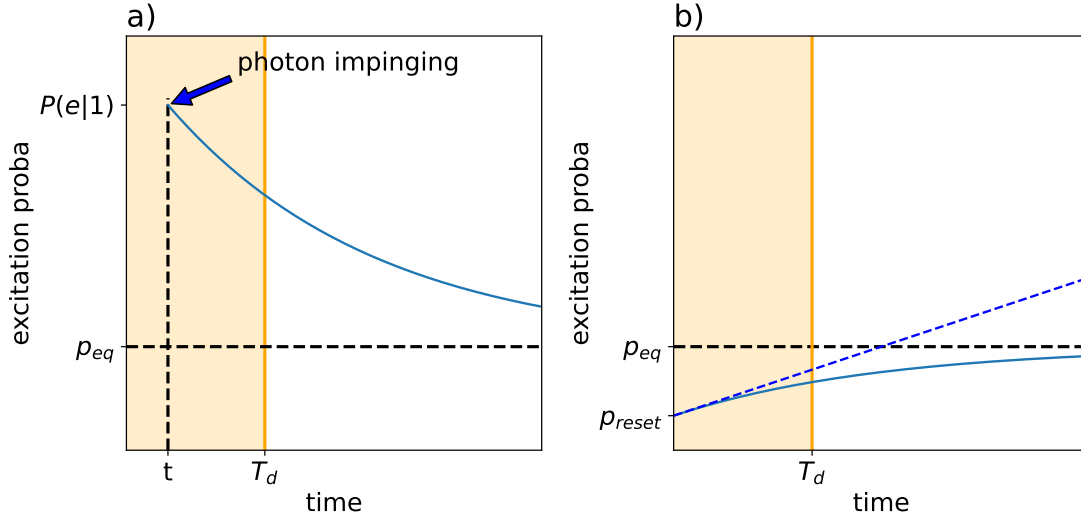 a)
photon impinging
P(e|1)
p_eq
excitation proba
t
T_d
time
b)
excitation proba
p_eq
p_reset
T_d
time